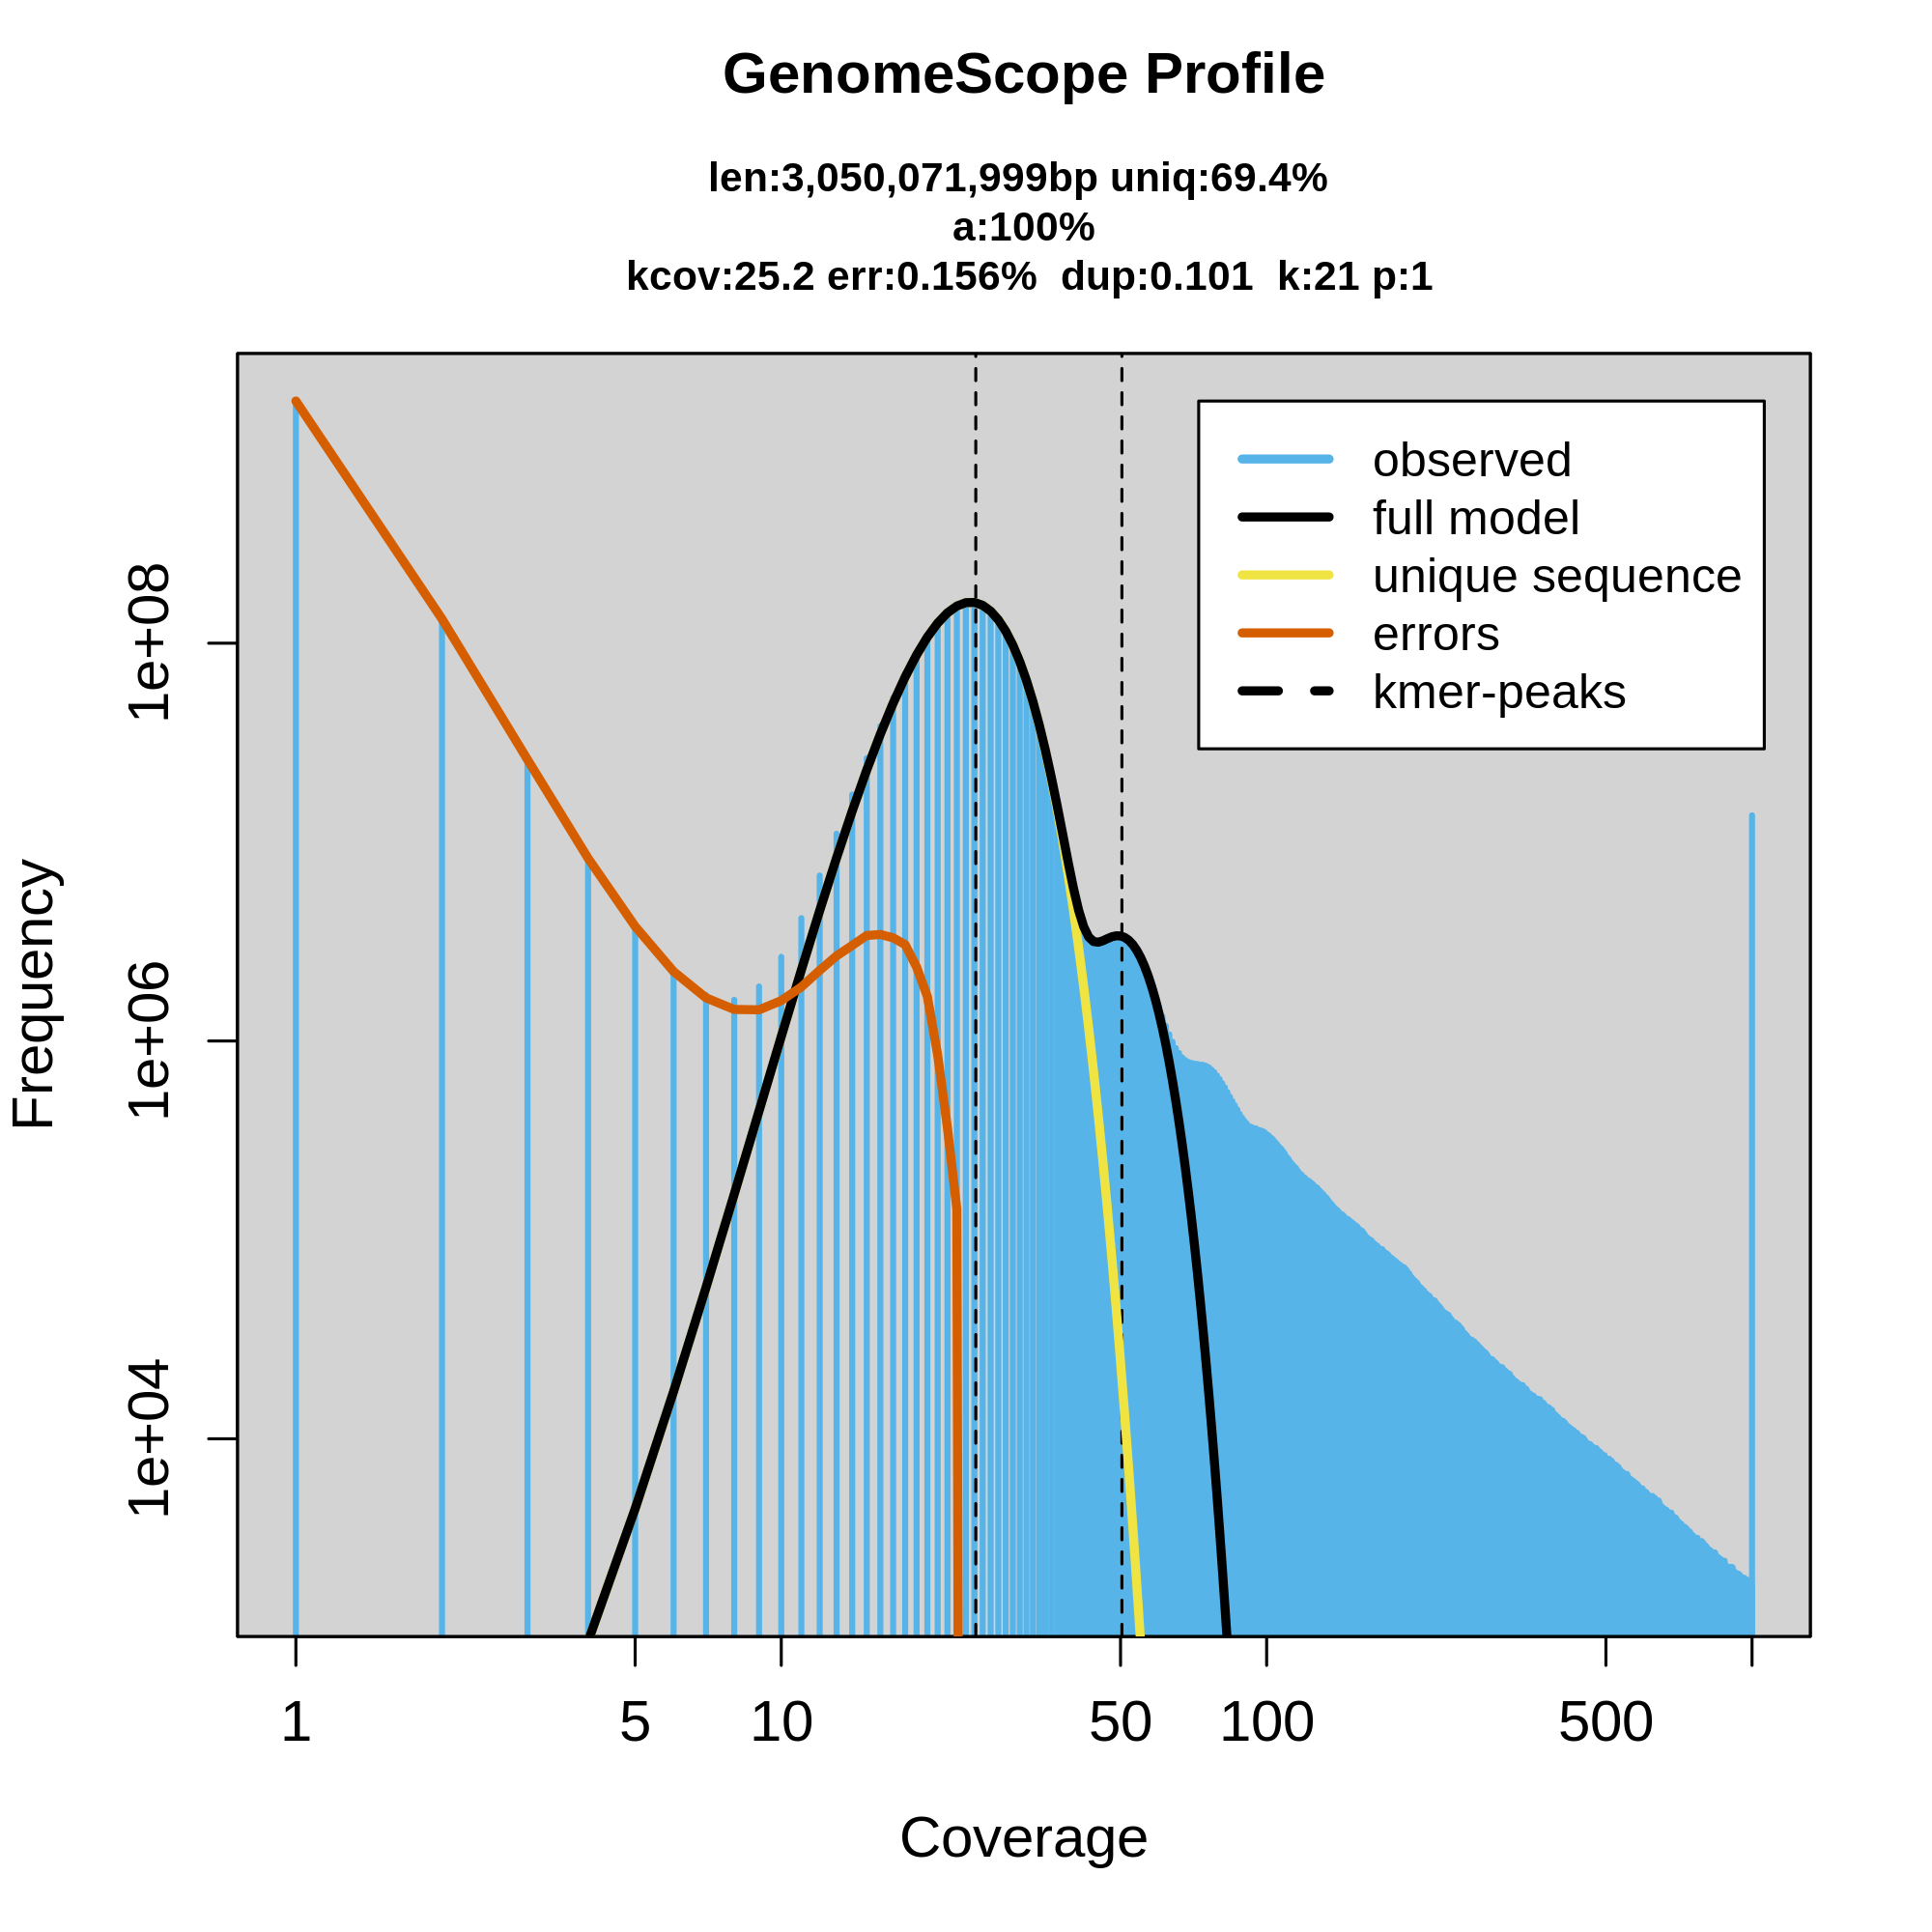 GenomeScope Profile
len:3,050,071,999bp uniq:69.4%
a:100%
kcov:25.2 err:0.156%  dup:0.101  k:21 p:1
observed
full model
unique sequence
errors
kmer-peaks
Frequency
1e+08
1e+06
1e+04
1 5 10 50 100 500
Coverage